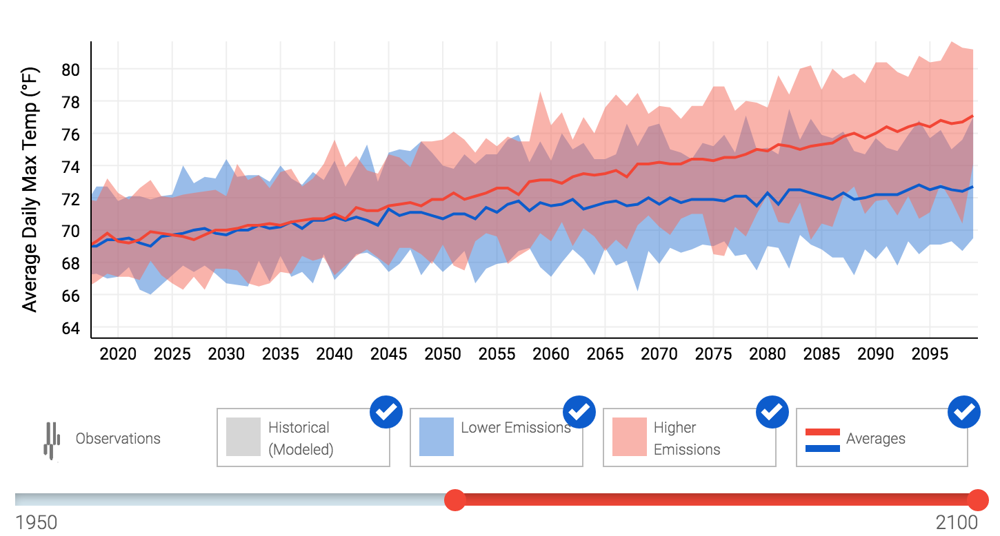 Average Daily Max Temp (°F)
80
78
76
74
72
70
68
66
64
2020 2025 2030 2035 2040 2045 2050 2055 2060 2065 2070 2075 2080 2085 2090 2095
Observations
Historical
(Modeled)
Lower Emissions
Higher
Emissions
Averages
1950 2100